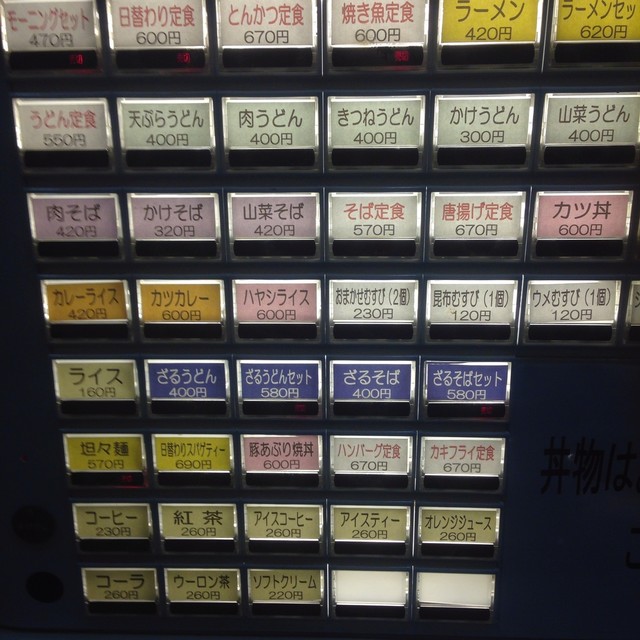 モーニングセット 日替わり定食 とんかつ定食 焼き魚定食 ラーメン ラーメンセッ
470円 600円 670円 600円 420円 620円
うどん定食 天ぷらうどん 肉うどん きつねうどん かけうどん 山菜うどん
550円 400円 400円 400円 300円 400円
肉そば かけそば 山菜そば そば定食 唐揚げ定食 カツ丼
420円 320円 420円 570円 670円 600円
カレーライス カツカレー ハヤシライス おまかせむすび(2個) 昆布むすび(1個) ウメむすび(1個)
420円 600円 600円 230円 120円 120円
ライス ざるうどん ざるうどんセット ざるそば ざるそばセット
160円 400円 580円 400円 580円
坦々麺 日替わりスパゲティー 豚あぶり焼丼 ハンバーグ定食 カキフライ定食
570円 690円 600円 670円 670円
丼物は
コーヒー 紅茶 アイスコーヒー アイスティー オレンジジュース
230円 260円 260円 260円 260円
コーラ ウーロン茶 ソフトクリーム
260円 260円 220円